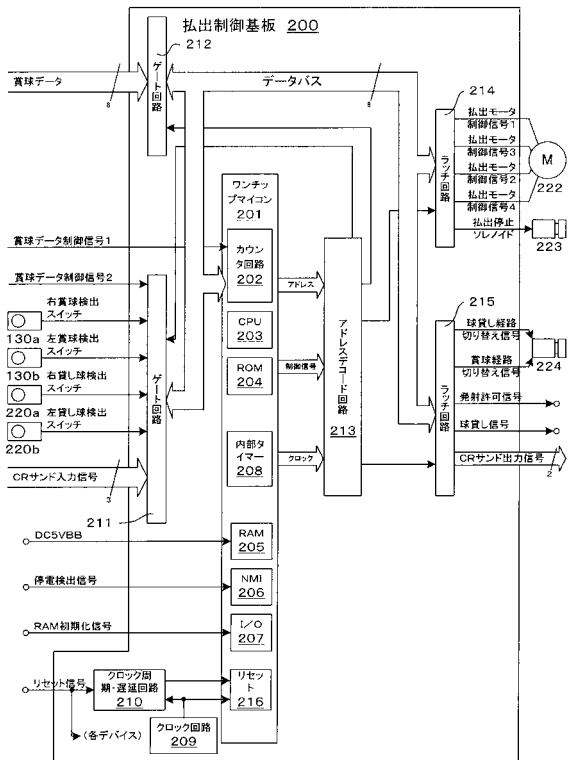 払出制御基板 200
212
ゲート回路
賞球データ
8
データバス
8
214
ラッチ回路
払出モータ
制御信号1
払出モータ
制御信号3
払出モータ
制御信号2
払出モータ
制御信号4
M
222
払出停止
ソレノイド
223
ワンチッ
プマイコン
201
賞球データ制御信号1
カウン
タ回路
202
アドレス
賞球データ制御信号2
右賞球検出
スイッチ
130a
左賞球検出
スイッチ
130b
右貸し球検出
スイッチ
220a
左貸し球検出
スイッチ
220b
CRサンド入力信号
3
ゲート回路
211
CPU
203
ROM
204
制御信号
内部タ
イマー
208
クロック
アドレスデコード回路
213
215
ラッチ回路
球貸し経路
切り替え信号
賞球経路
切り替え信号
224
発射許可信号
球貸し信号
CRサンド出力信号
2
DC5VBB
RAM
205
停電検出信号
NMI
206
RAM初期化信号
I/O
207
リセット信号
クロック周
期・遅延回路
210
リセッ
ト
216
(各デバイス)
クロック回路
209